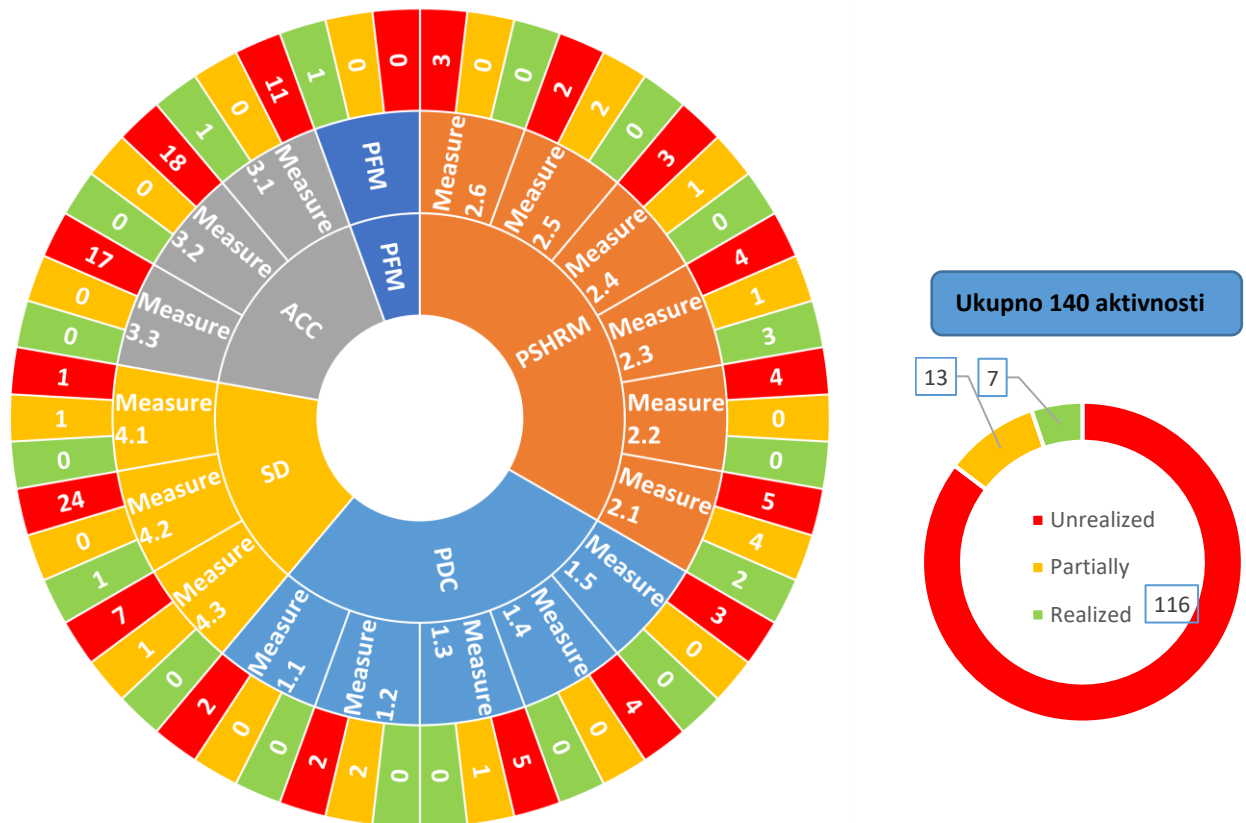 3
0
0
2
2
0
3
1
0
4
1
3
4
0
0
5
4
2
3
0
0
4
0
0
5
1
0
0
2
2
0
0
2
0
1
7
1
0
24
0
1
1
0
0
17
0
0
18
1
0
11
1
0
0
Measure
2.6
Measure
2.5
Measure
2.4
Measure
2.3
Measure
2.2
Measure
2.1
Measure
1.5
Measure
1.4
Measure
1.3
Measure
1.2
Measure
1.1
Measure
4.3
Measure
4.2
Measure
4.1
Measure
3.3
Measure
3.2
Measure
3.1
PFM
PSHRM
PDC
SD
ACC
PFM
Ukupno 140 aktivnosti
13
7
Unrealized
Partially
Realized
116